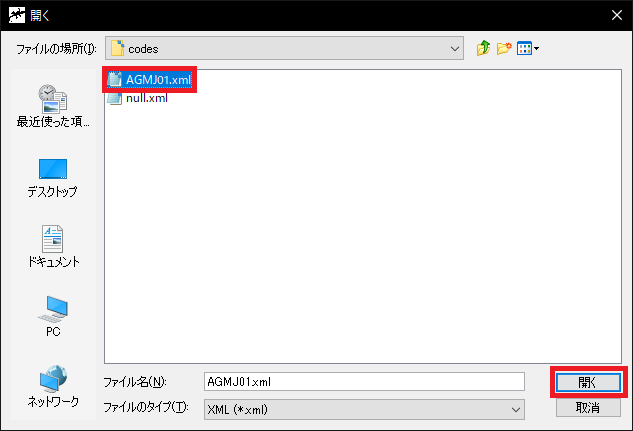 開く
ファイルの場所(I):
codes
AGMJ01.xml
null.xml
最近使った項...
デスクトップ
ドキュメント
PC
ネットワーク
ファイル名(N):
AGMJ01.xml
開く
ファイルのタイプ(T):
XML (*.xml)
取消